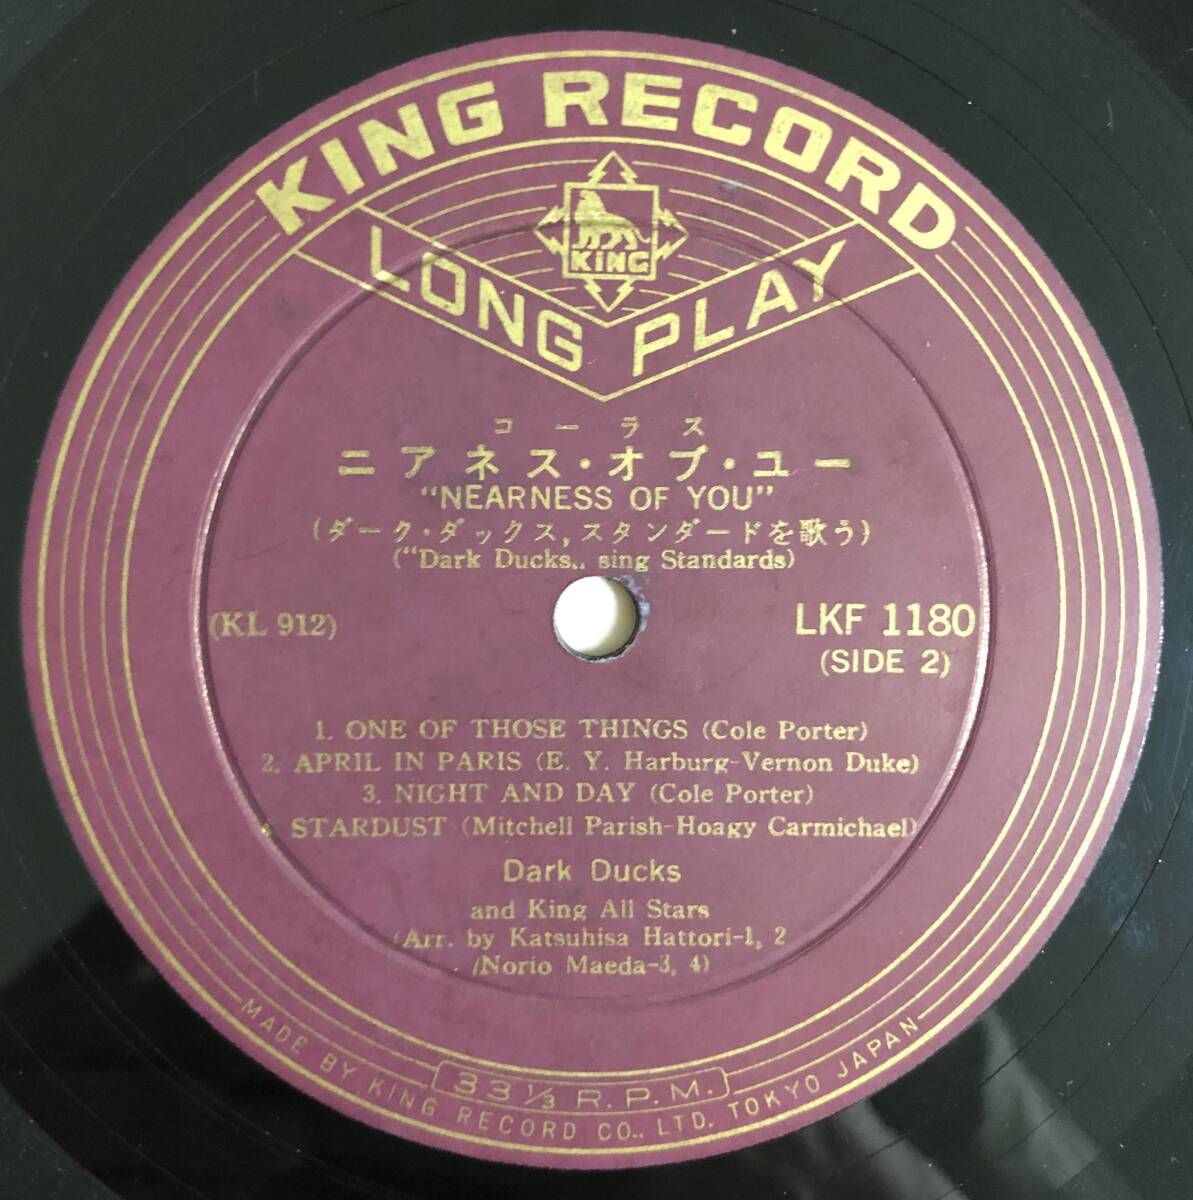 KING RECORD
KING
LONG PLAY
コーラス
ニアネス・オブ・ユー
"NEARNESS OF YOU"
(ダーク・ダックス,スタンダードを歌う)
("Dark Ducks,, sing Standards)
(KL 912)
LKF 1180
(SIDE 2)
1. ONE OF THOSE THINGS (Cole Porter)
2. APRIL IN PARIS (E. Y. Harburg-Vernon Duke)
3. NIGHT AND DAY (Cole Porter)
4 STARDUST (Mitchell Parish-Hoagy Carmichael)
Dark Ducks
and King All Stars
(Arr. by Katsuhisa Hattori-1, 2
/Norio Maeda-3, 4)
33 1/3 R.P.M.
MADE BY KING RECORD CO., LTD. TOKYO JAPAN